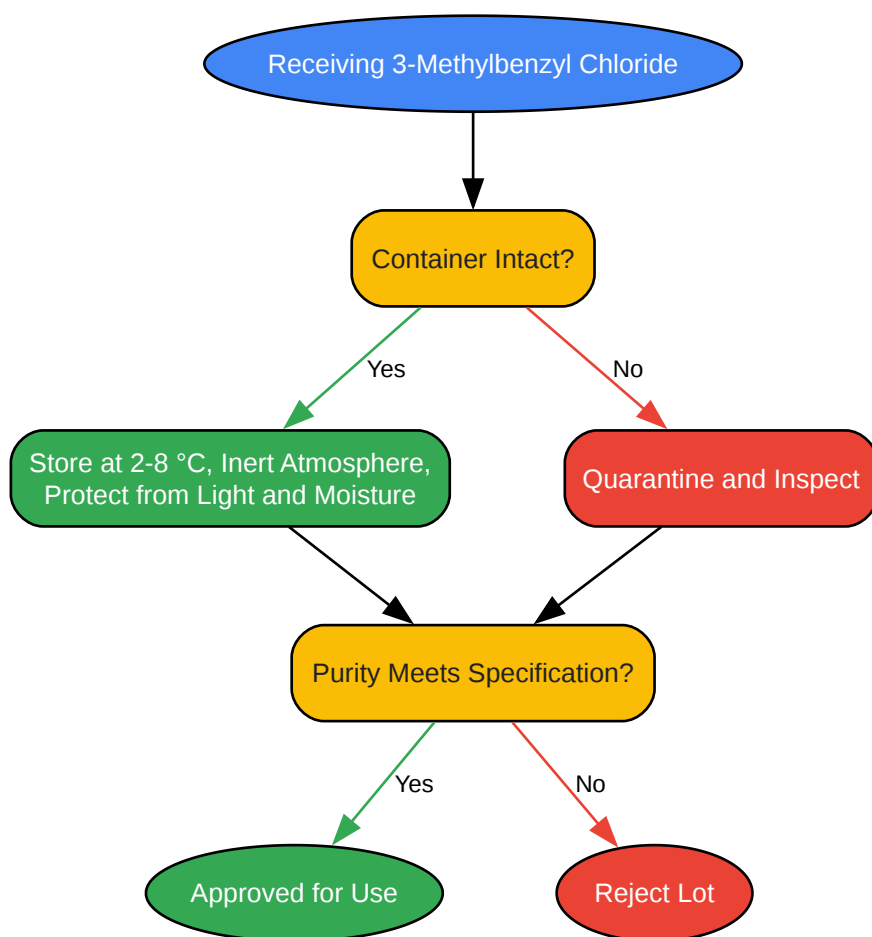 Receiving 3-Methylbenzyl Chloride
Container Intact?
Yes
No
Store at 2-8 °C, Inert Atmosphere,
Protect from Light and Moisture
Quarantine and Inspect
Purity Meets Specification?
Yes
No
Approved for Use
Reject Lot